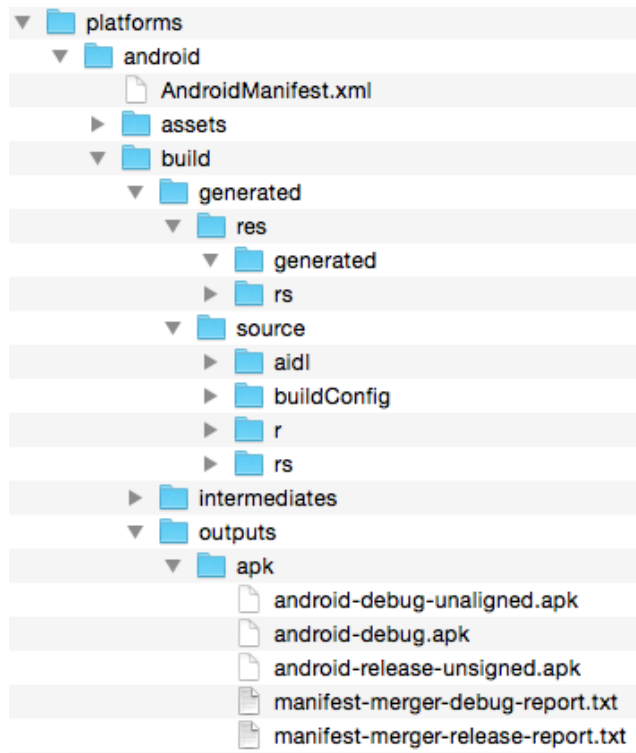 platforms
android
AndroidManifest.xml
assets
build
generated
res
generated
rs
source
aidl
buildConfig
r
rs
intermediates
outputs
apk
android-debug-unaligned.apk
android-debug.apk
android-release-unsigned.apk
manifest-merger-debug-report.txt
manifest-merger-release-report.txt